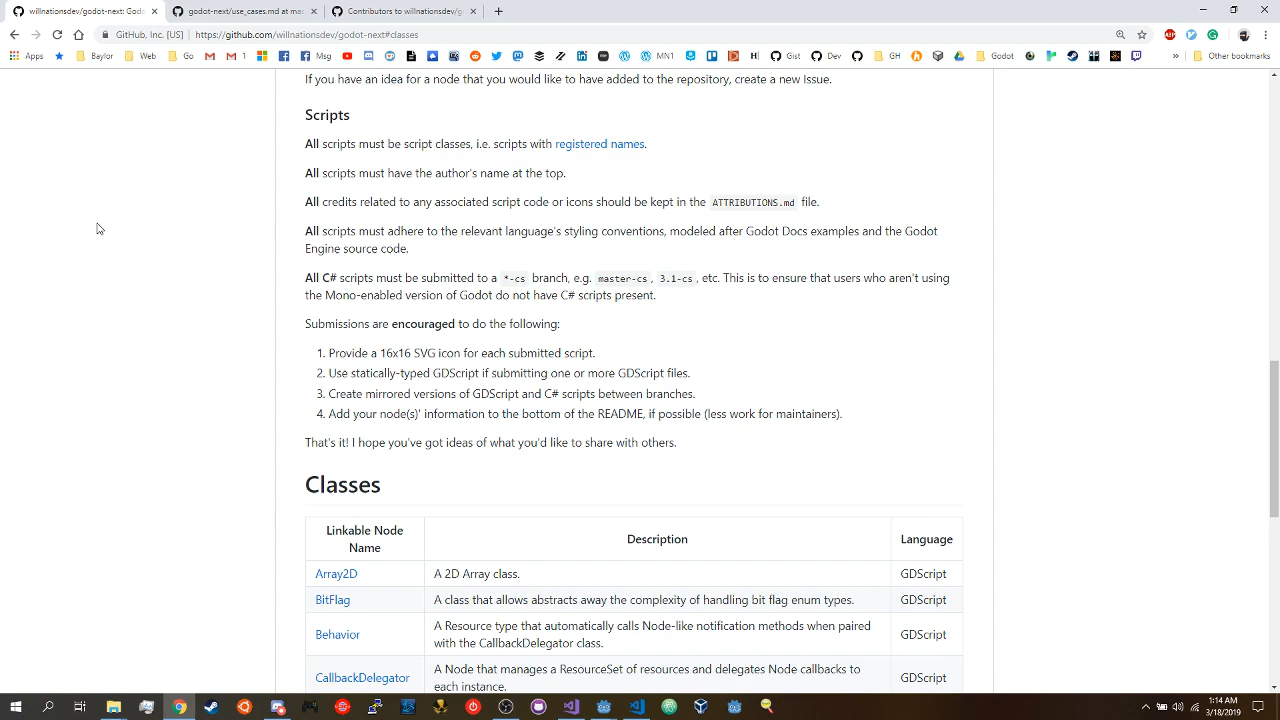 willnationsdev/godot-next: Godo
godot-next/use_cases.md at mas
Contributors to willnationsdev/g
GitHub, Inc. [US]
https://github.com/willnationsdev/godot-next#classes
Apps
Baylor
Web
Go
1
Msg
MN1
Gist
Dev
GH
Godot
»
Other bookmarks
If you have an idea for a node that you would like to have added to the repository, create a new Issue.
Scripts
All scripts must be script classes, i.e. scripts with registered names.
All scripts must have the author's name at the top.
All credits related to any associated script code or icons should be kept in the ATTRIBUTIONS.md file.
All scripts must adhere to the relevant language's styling conventions, modeled after Godot Docs examples and the Godot
Engine source code.
All C# scripts must be submitted to a *-cs branch, e.g. master-cs, 3.1-cs, etc. This is to ensure that users who aren't using
the Mono-enabled version of Godot do not have C# scripts present.
Submissions are encouraged to do the following:
1. Provide a 16x16 SVG icon for each submitted script.
2. Use statically-typed GDScript if submitting one or more GDScript files.
3. Create mirrored versions of GDScript and C# scripts between branches.
4. Add your node(s)' information to the bottom of the README, if possible (less work for maintainers).
That's it! I hope you've got ideas of what you'd like to share with others.
Classes
Linkable Node
Name
Description
Language
Array2D
A 2D Array class.
GDScript
BitFlag
A class that allows abstracts away the complexity of handling bit flag enum types.
GDScript
Behavior
A Resource type that automatically calls Node-like notification methods when paired
with the CallbackDelegator class.
GDScript
CallbackDelegator
A Node that manages a ResourceSet of resources and delegates Node callbacks to
each instance.
GDScript
1:14 AM
3/18/2019